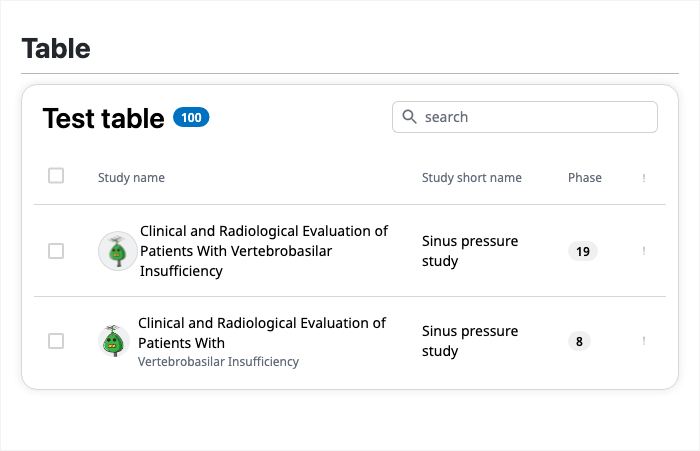 Table
Test table 100
search
Study name Study short name Phase
Clinical and Radiological Evaluation of
Patients With Vertebrobasilar
Insufficiency
Sinus pressure
study
19
Clinical and Radiological Evaluation of
Patients With
Vertebrobasilar Insufficiency
Sinus pressure
study
8